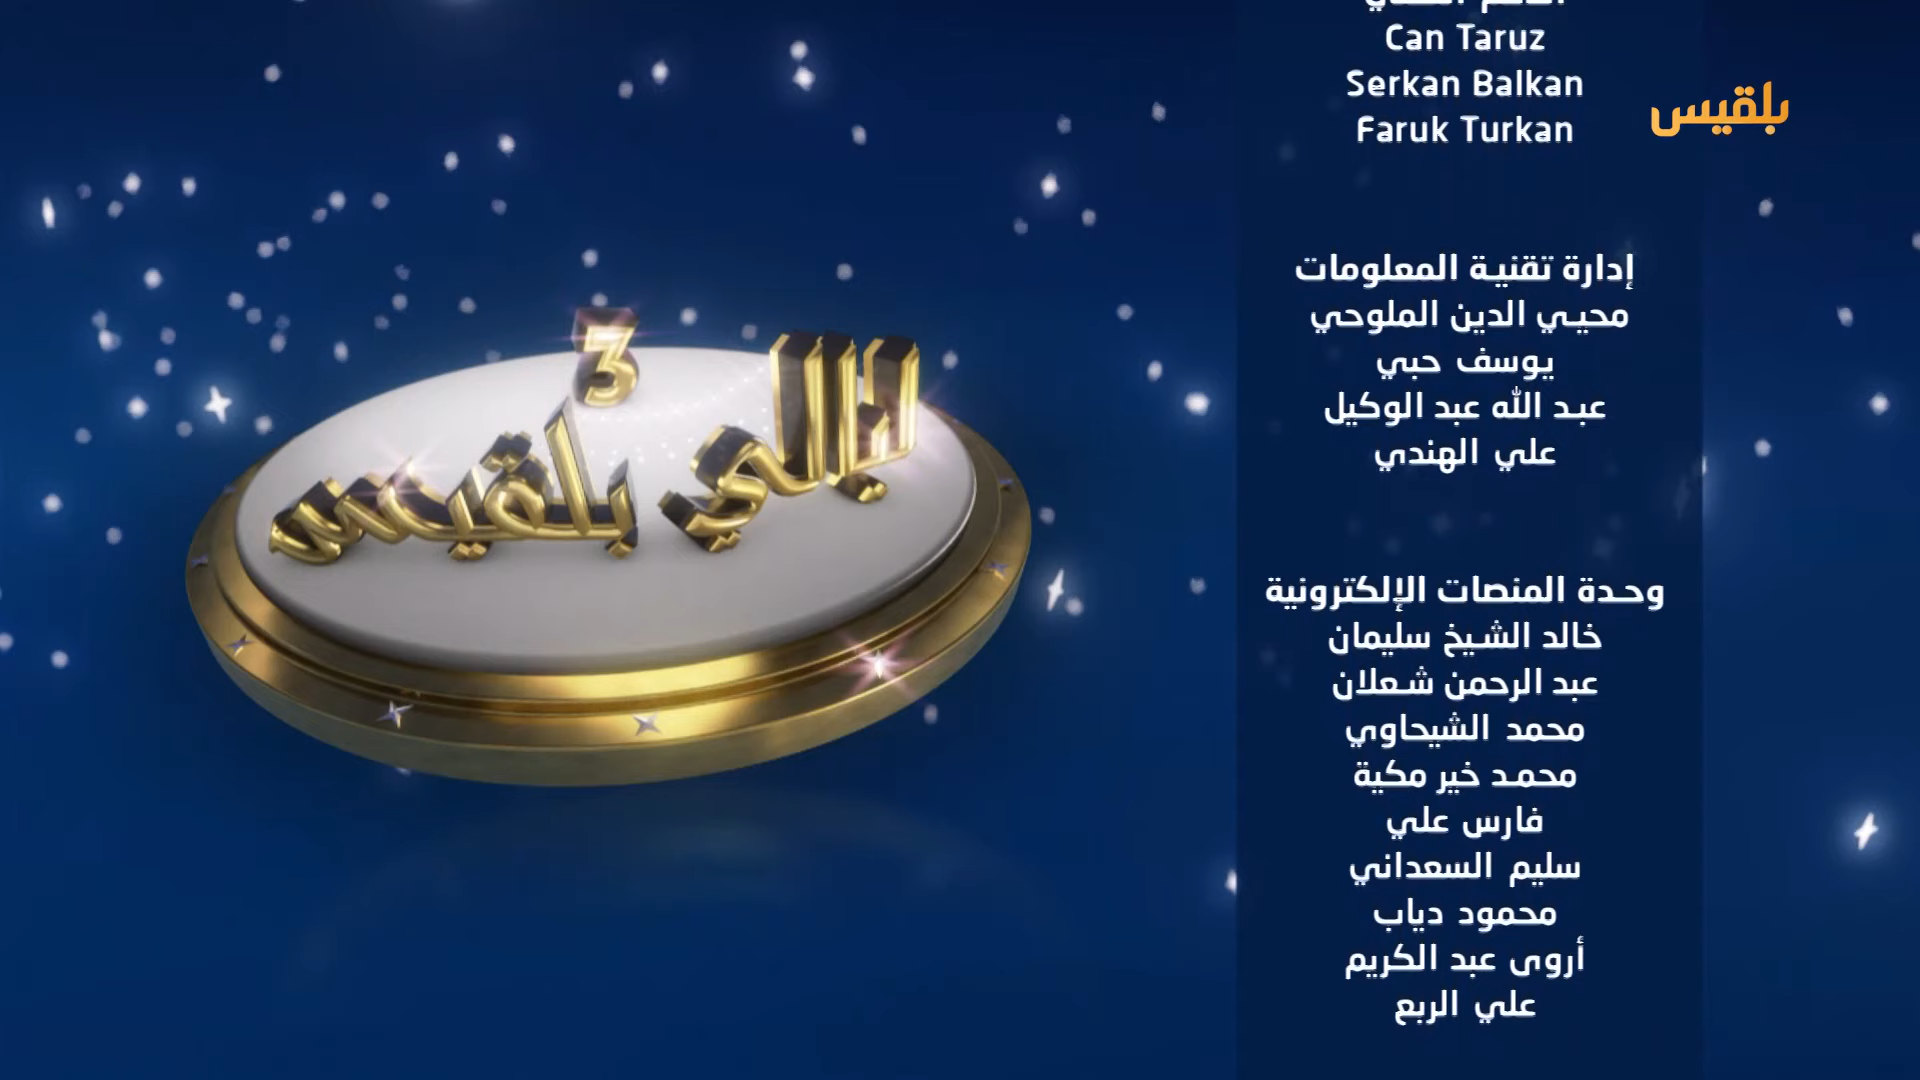 Can Taruz
Serkan Balkan
Faruk Turkan
بلقيس
إدارة تقنية المعلومات
محيي الدين الملوحي
يوسف حبي
عبد الله عبد الوكيل
علي الهندي
3
ليالي بلقيس
وحدة المنصات الإلكترونية
خالد الشيخ سليمان
عبد الرحمن شعلان
محمد الشيحاوي
محمد خير مكية
فارس علي
سليم السعداني
محمود دياب
أروى عبد الكريم
علي الربع